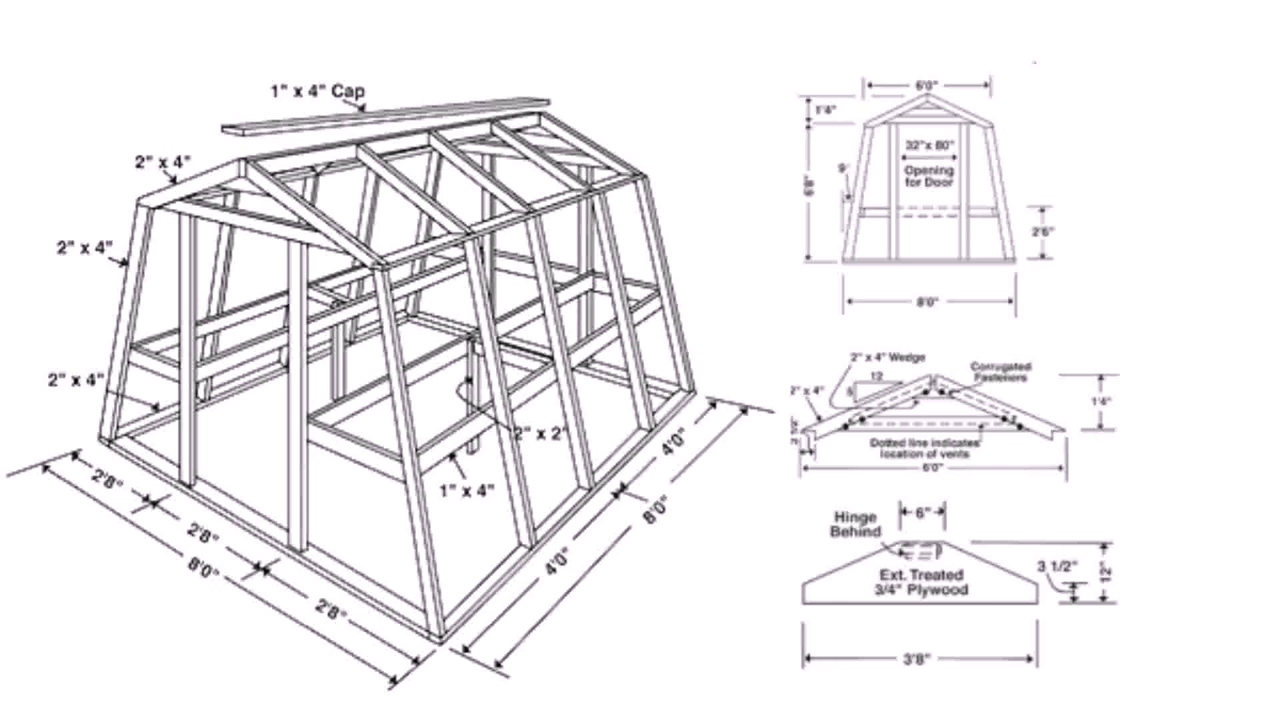 1" x 4" Cap
2" x 4"
2" x 4"
2" x 4"
2" x 2"
1" x 4"
2'8"
2'8"
2'8"
8'0"
4'0"
4'0"
8'0"
6'0"
1'4"
32"x 80"
Opening
for Door
6'8"
2'6"
8'0"
2" x 4" Wedge
12
5
2" x 4"
Corrugated
Fasteners
1'4"
Dotted line indicates
location of vents
6'0"
6"
Hinge
Behind
Ext. Treated
3/4" Plywood
3 1/2"
12"
3'8"